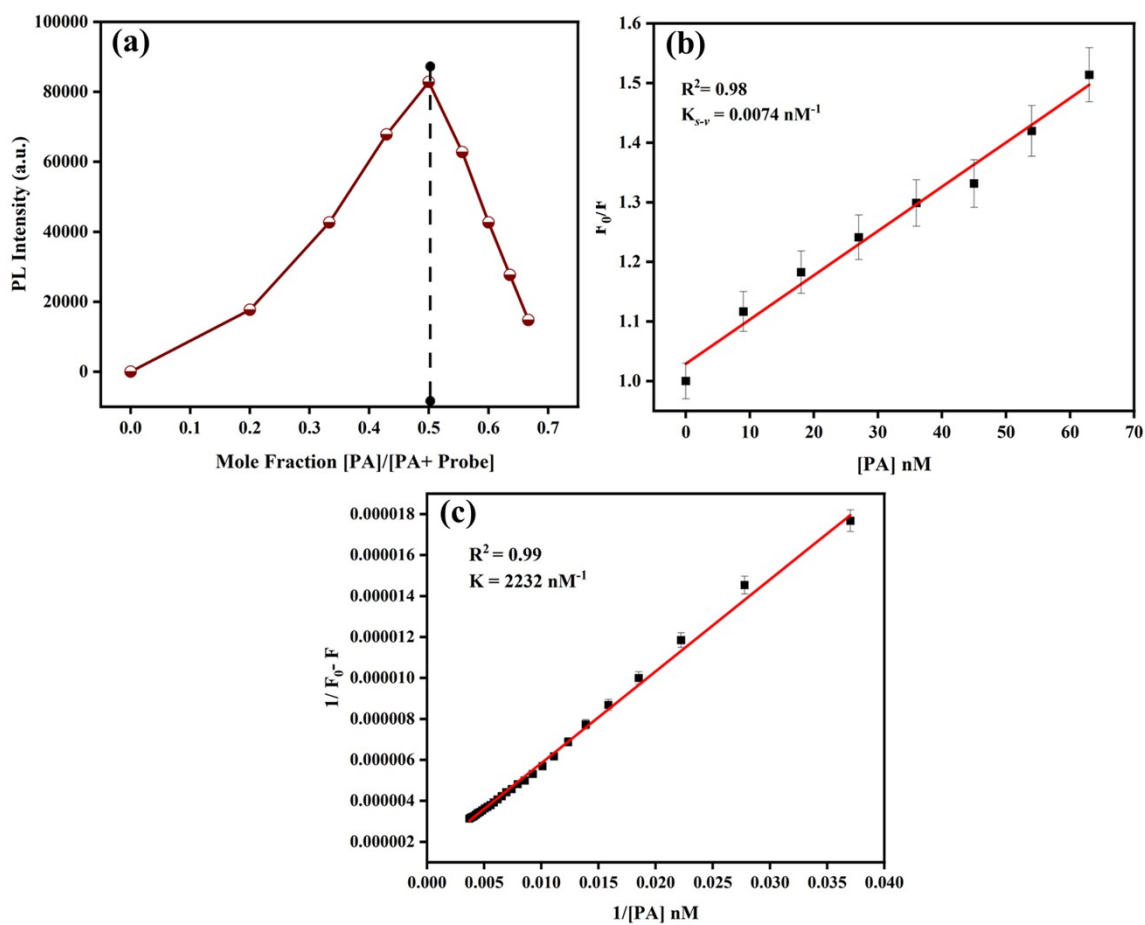 (a)
100000
80000
60000
40000
20000
0
PL Intensity (a.u.)
0.0 0.1 0.2 0.3 0.4 0.5 0.6 0.7
Mole Fraction [PA]/[PA+ Probe]
(b)
R²= 0.98
Kₛ₋ᵥ = 0.0074 nM⁻¹
1.6
1.5
1.4
1.3
1.2
1.1
1.0
F₀/F
0 10 20 30 40 50 60 70
[PA] nM
(c)
R² = 0.99
K = 2232 nM⁻¹
0.000018
0.000016
0.000014
0.000012
0.000010
0.000008
0.000006
0.000004
0.000002
1/ F₀- F
0.000 0.005 0.010 0.015 0.020 0.025 0.030 0.035 0.040
1/[PA] nM